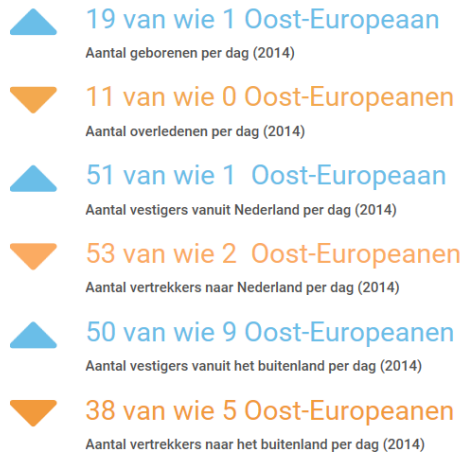 19 van wie 1 Oost-Europeaan
Aantal geborenen per dag (2014)
11 van wie 0 Oost-Europeanen
Aantal overledenen per dag (2014)
51 van wie 1 Oost-Europeaan
Aantal vestigers vanuit Nederland per dag (2014)
53 van wie 2 Oost-Europeanen
Aantal vertrekkers naar Nederland per dag (2014)
50 van wie 9 Oost-Europeanen
Aantal vestigers vanuit het buitenland per dag (2014)
38 van wie 5 Oost-Europeanen
Aantal vertrekkers naar het buitenland per dag (2014)